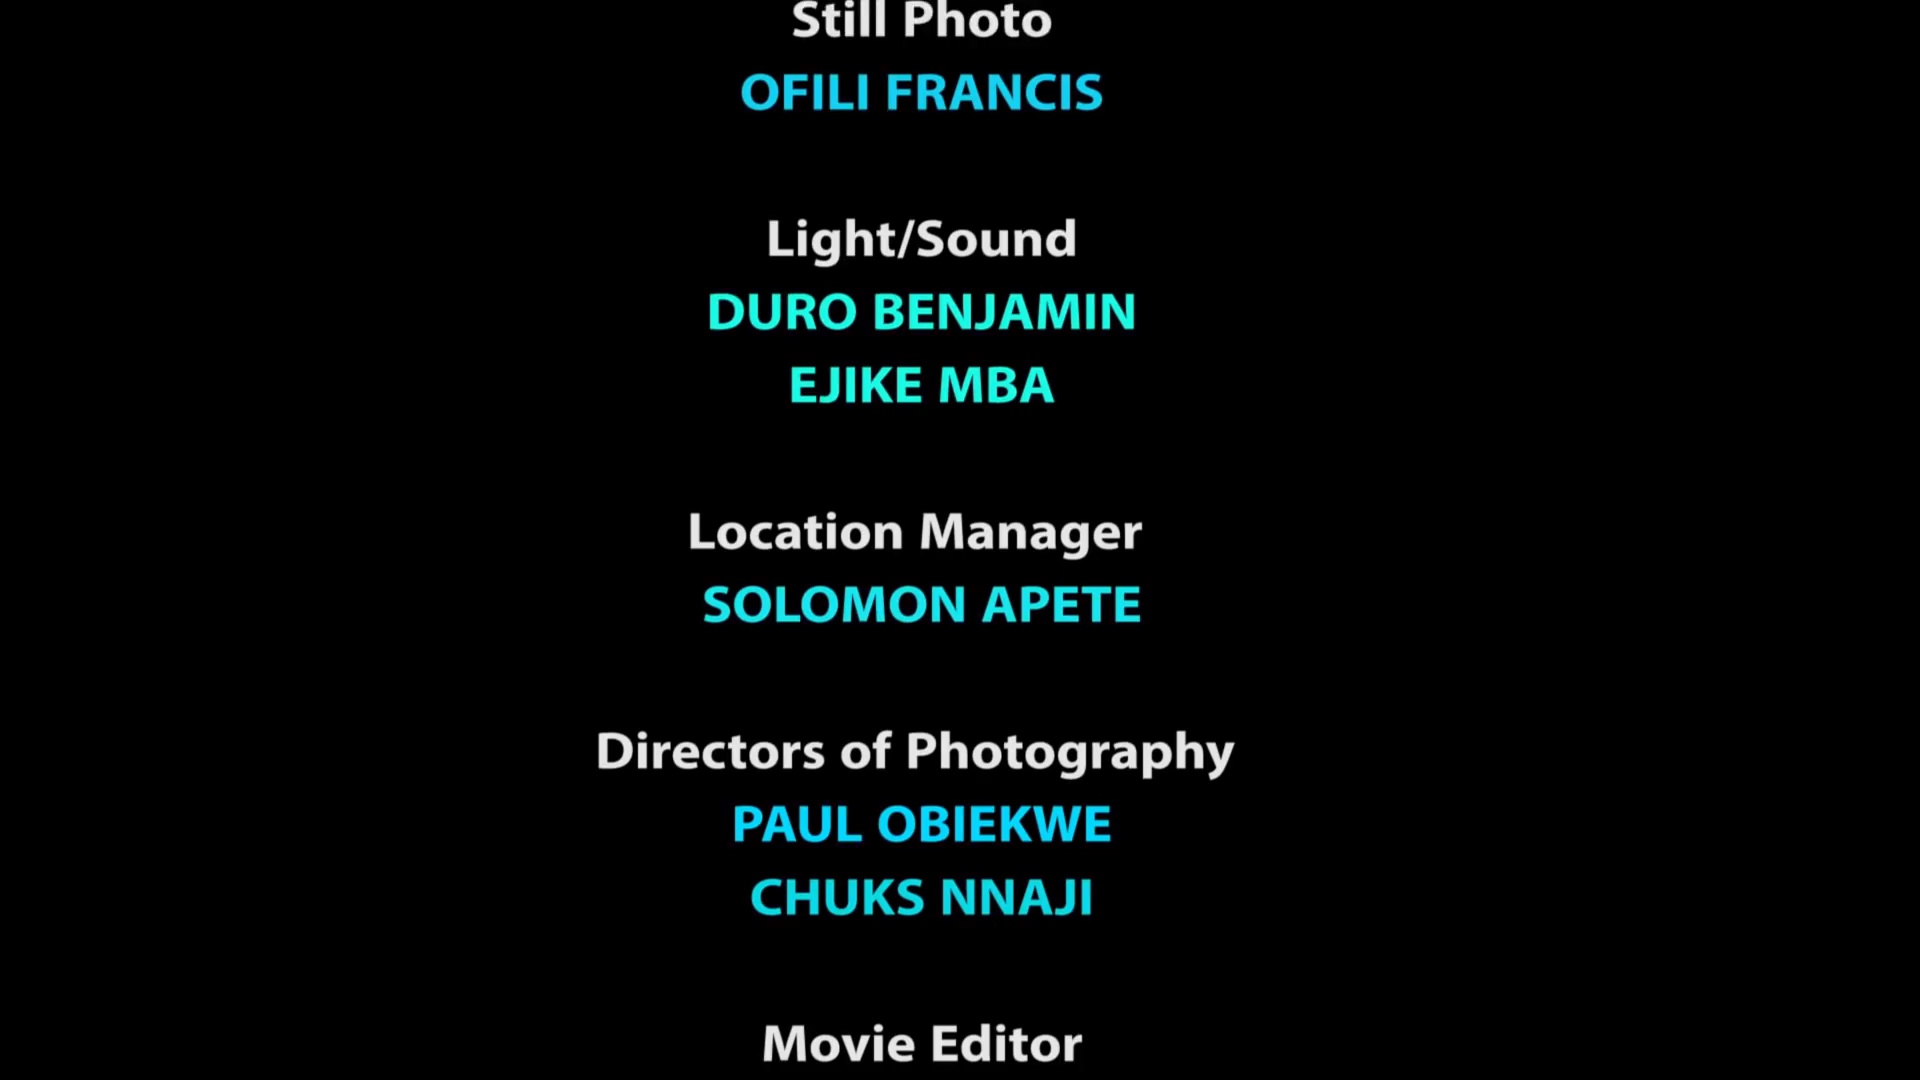 Still Photo
OFILI FRANCIS
Light/Sound
DURO BENJAMIN
EJIKE MBA
Location Manager
SOLOMON APETE
Directors of Photography
PAUL OBIEKWE
CHUKS NNAJI
Movie Editor